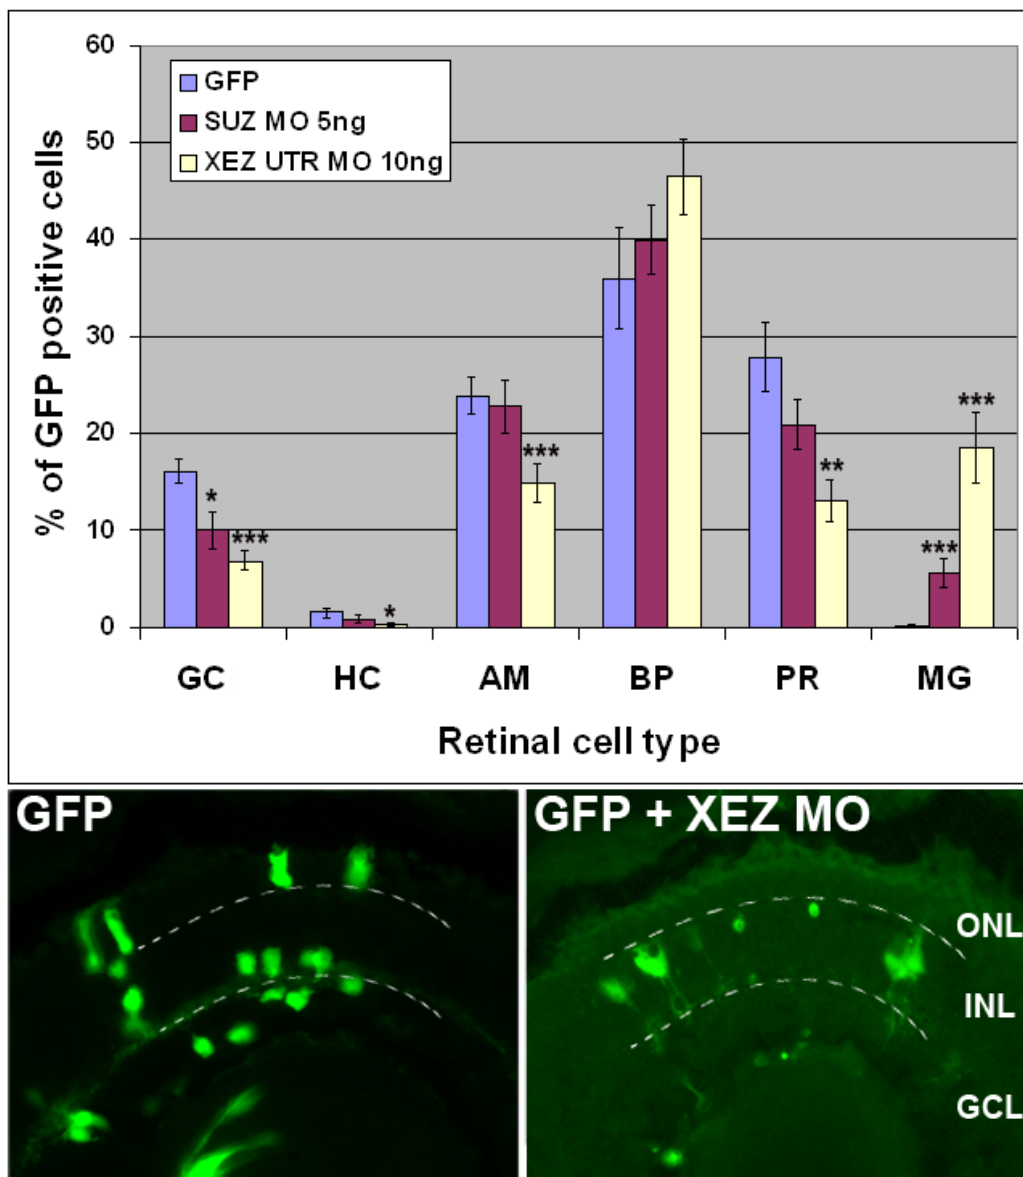 60
50
40
30
20
10
0
% of GFP positive cells
GFP
SUZ MO 5ng
XEZ UTR MO 10ng
*
***
*
***
**
***
***
GC HC AM BP PR MG
Retinal cell type
GFP
GFP + XEZ MO
ONL
INL
GCL